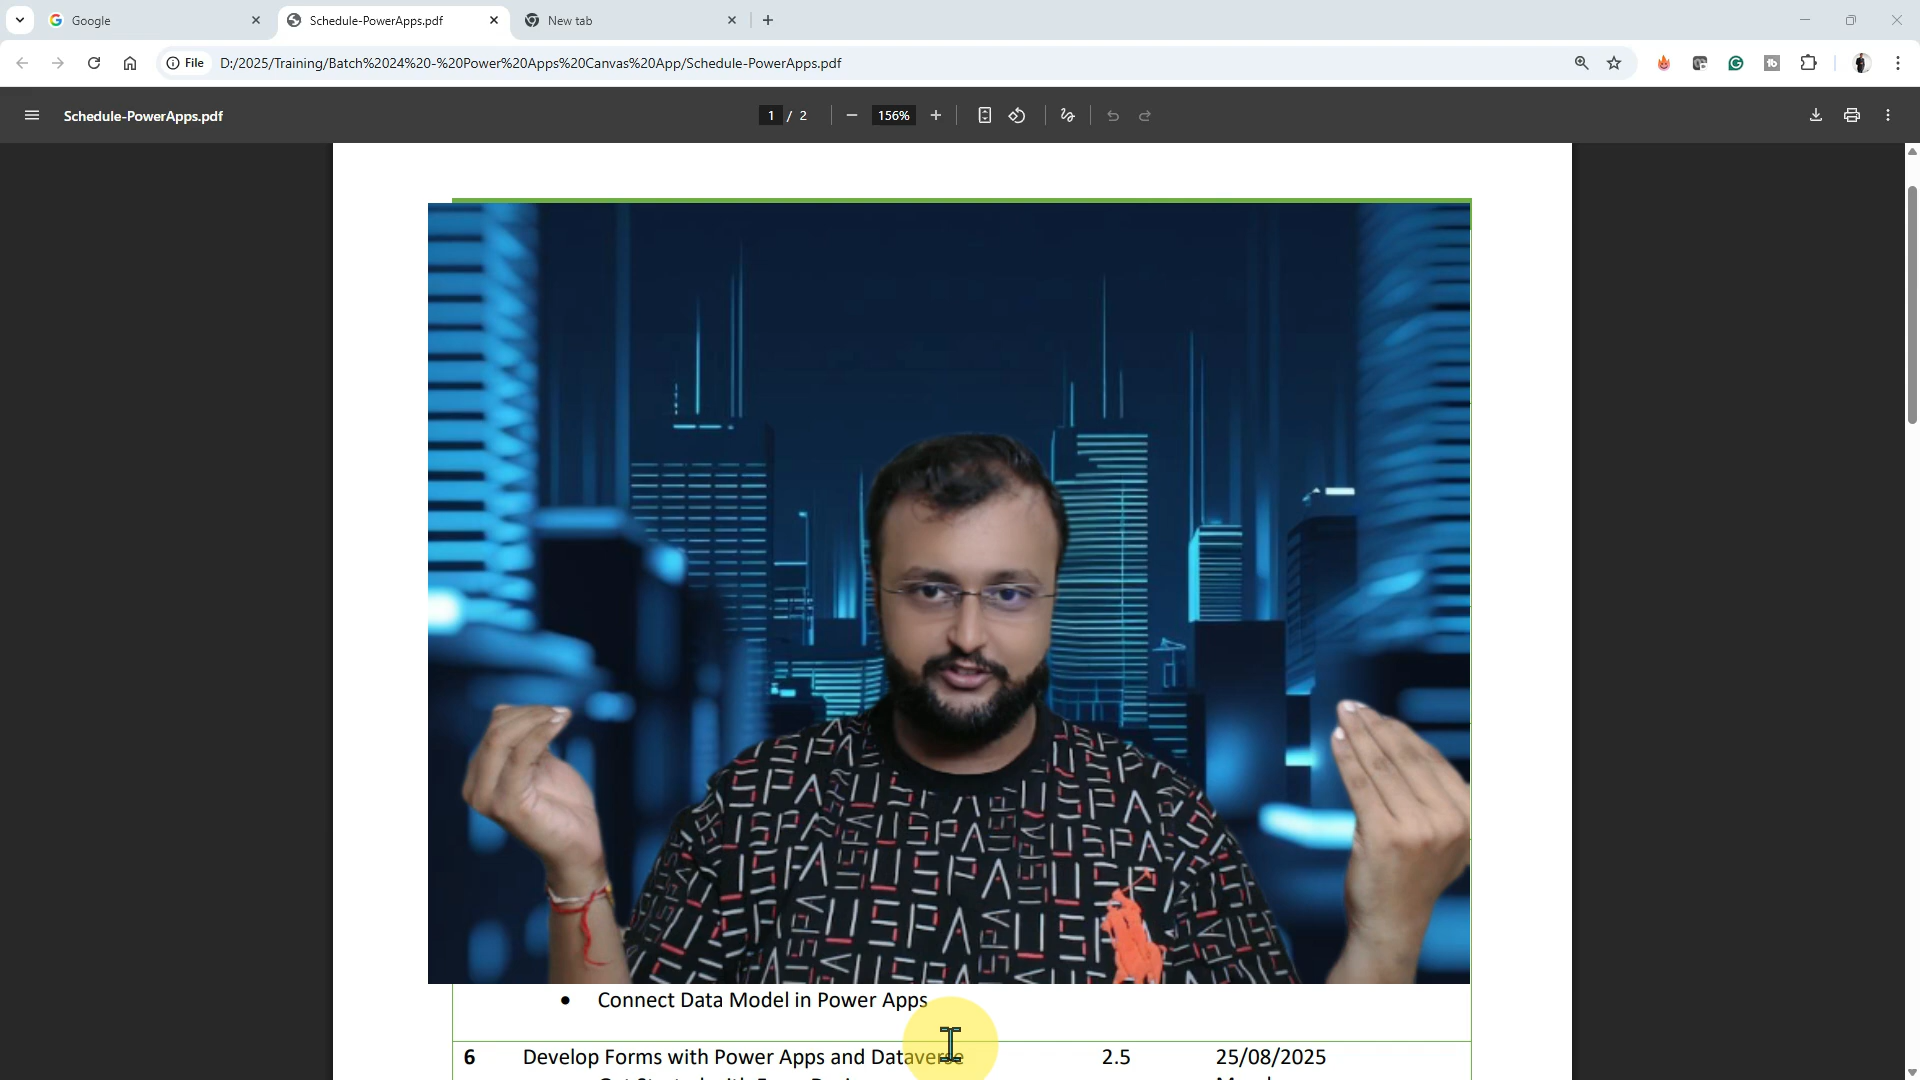 Google
Schedule-PowerApps.pdf
New tab
File
D:/2025/Training/Batch%2024%20-%20Power%20Apps%20Canvas%20App/Schedule-PowerApps.pdf
Schedule-PowerApps.pdf
1 / 2
156%
Connect Data Model in Power Apps
6 Develop Forms with Power Apps and Dataverse 2.5 25/08/2025